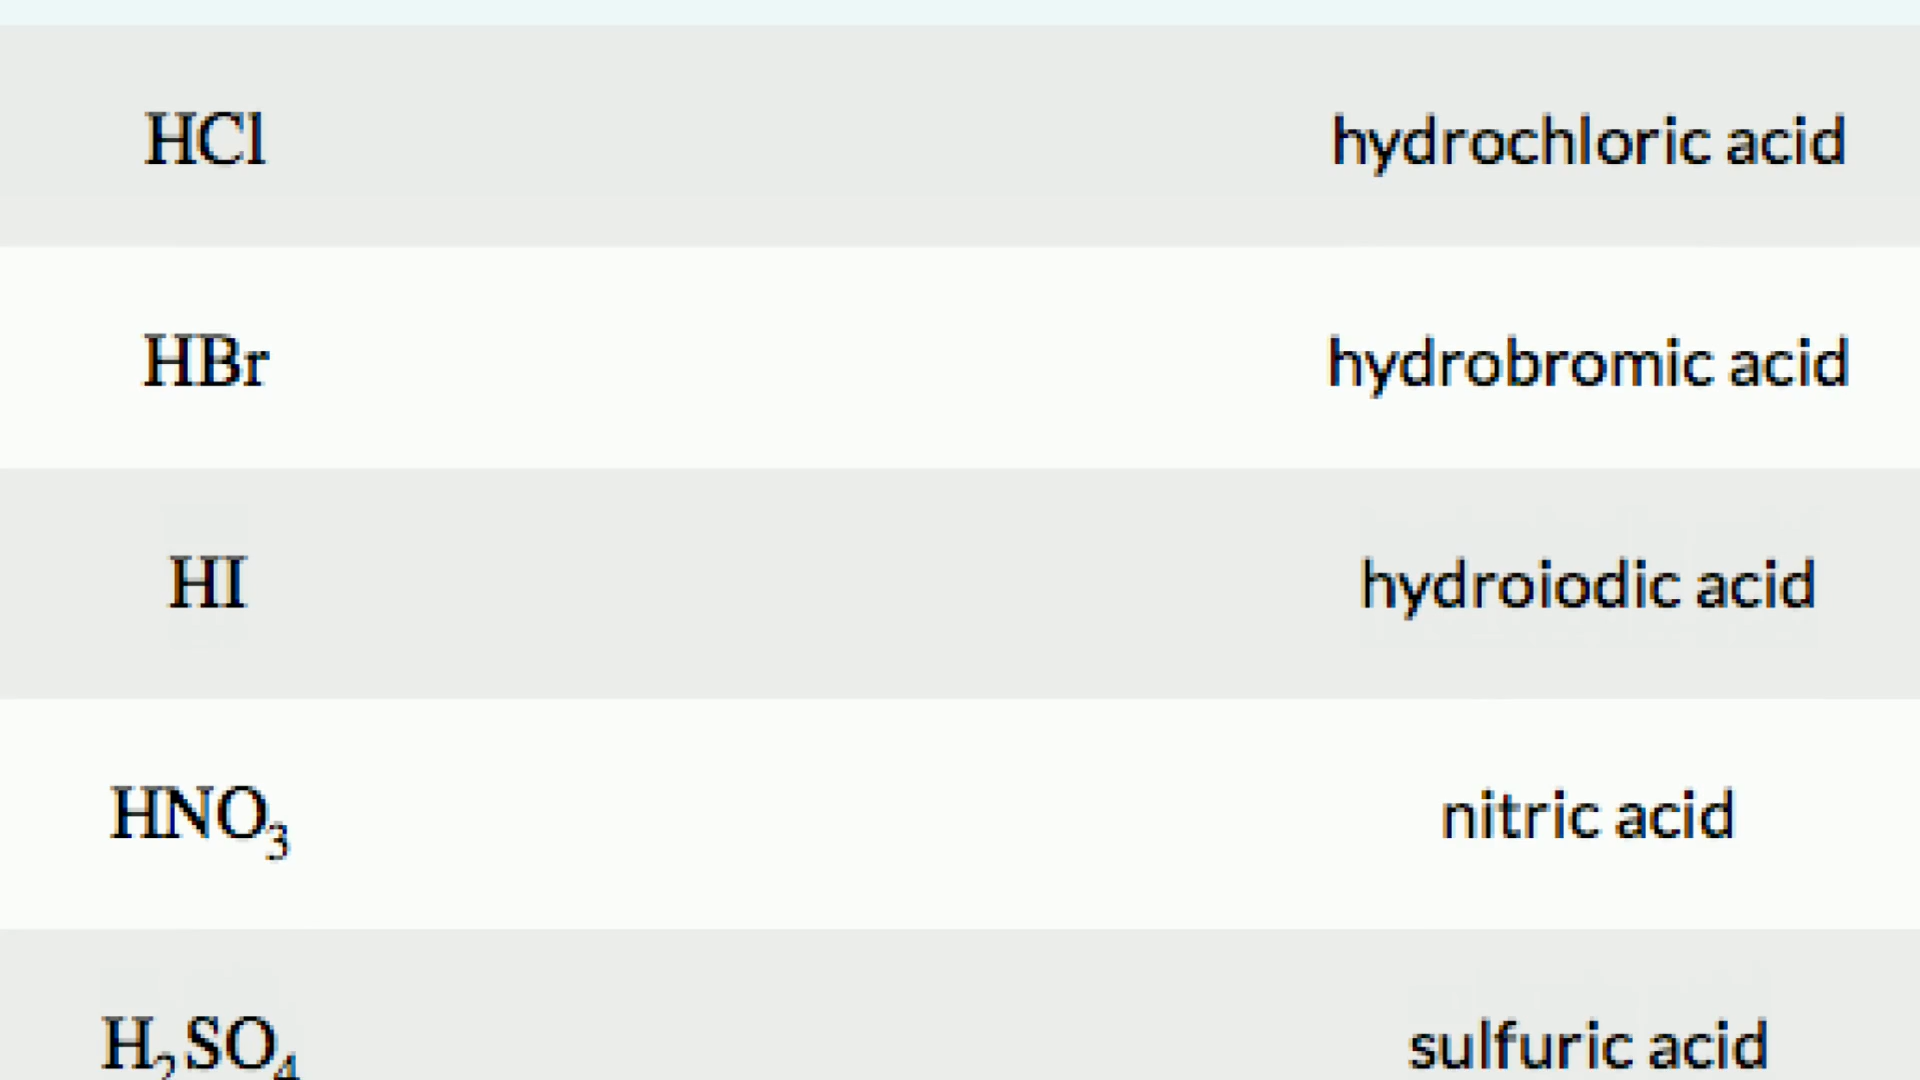 HCl hydrochloric acid
HBr hydrobromic acid
HI hydroiodic acid
HNO₃ nitric acid
H₂SO₄ sulfuric acid